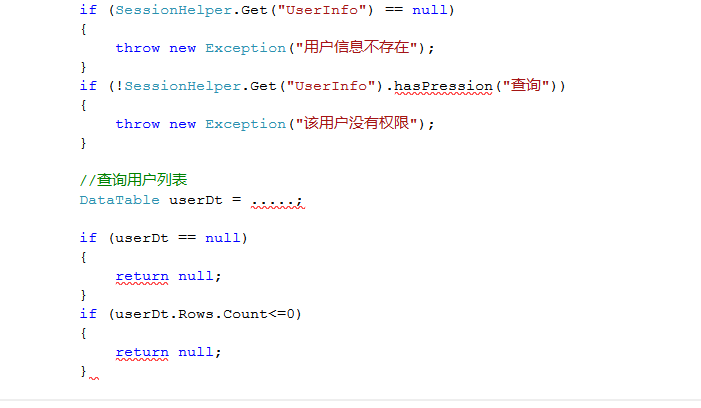 if (SessionHelper.Get("UserInfo") == null)
{
throw new Exception("用户信息不存在");
}
if (!SessionHelper.Get("UserInfo").hasPression("查询"))
{
throw new Exception("该用户没有权限");
}
//查询用户列表
DataTable userDt = .....;
if (userDt == null)
{
return null;
}
if (userDt.Rows.Count<=0)
{
return null;
}